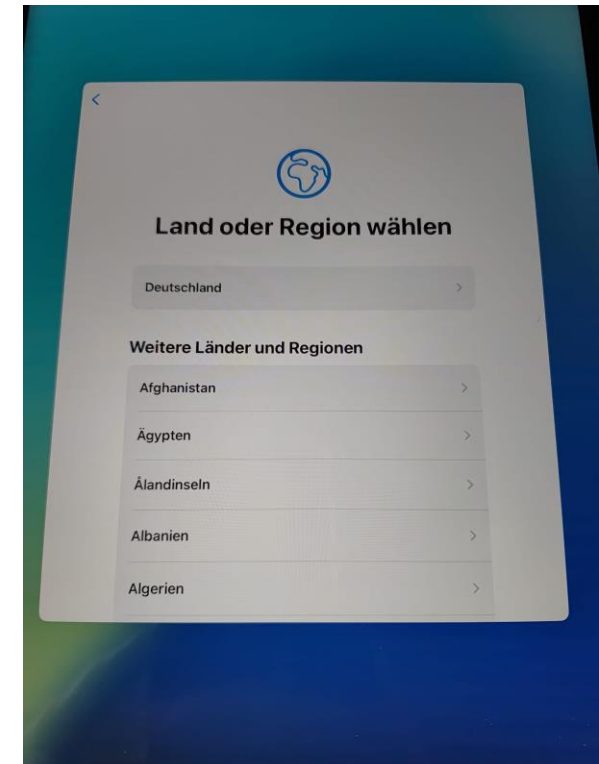 Land oder Region wählen
Deutschland
Weitere Länder und Regionen
Afghanistan
Ägypten
Ålandinseln
Albanien
Algerien